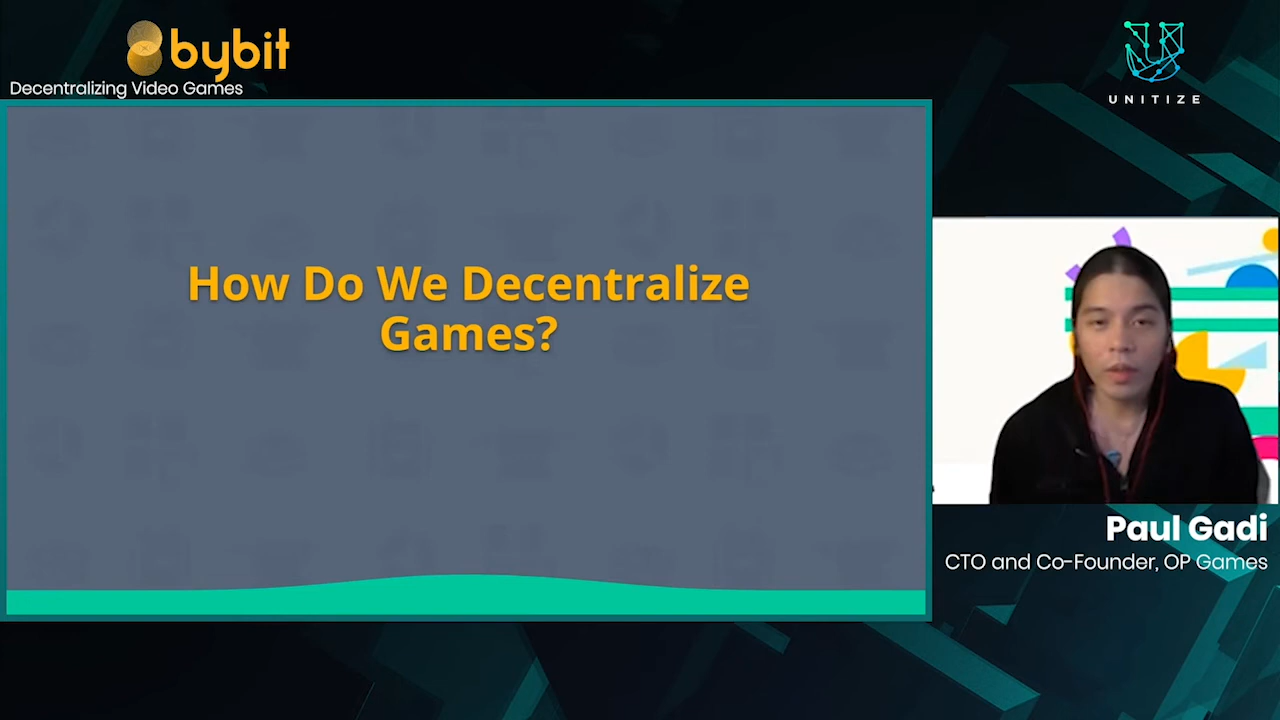 bybit
Decentralizing Video Games
UNITIZE
How Do We Decentralize
Games?
Paul Gadi
CTO and Co-Founder, OP Games